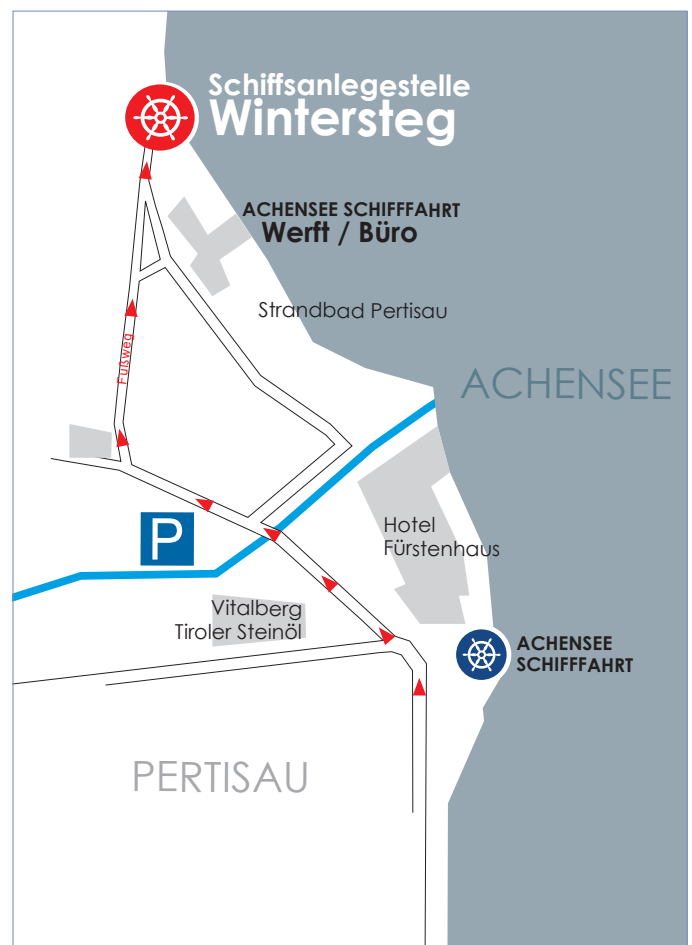 Schiffsanlegestelle
Wintersteg
ACHENSEE SCHIFFFAHRT
Werft / Büro
Strandbad Pertisau
Fußweg
ACHENSEE
P
Hotel
Fürstenhaus
Vitalberg
Tiroler Steinöl
ACHENSEE
SCHIFFFAHRT
PERTISAU